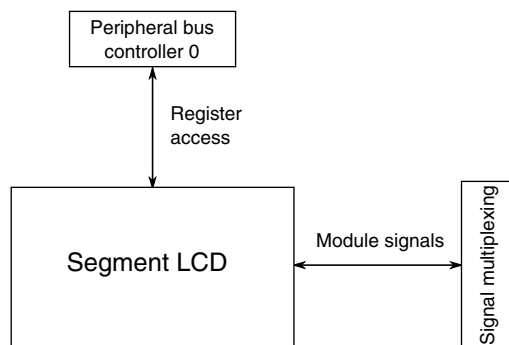 Peripheral bus
controller 0
Register
access
Segment LCD
Module signals
Signal multiplexing